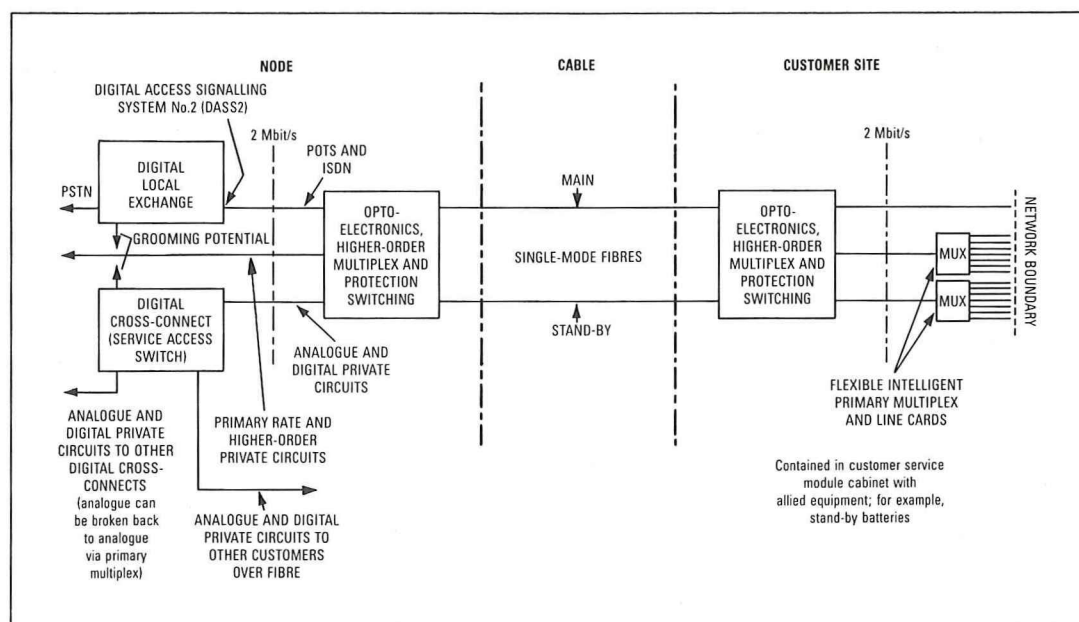 NODE
CABLE
CUSTOMER SITE
DIGITAL ACCESS SIGNALLING
SYSTEM No.2 (DASS2)
2 Mbit/s
POTS AND
ISDN
2 Mbit/s
DIGITAL
LOCAL
EXCHANGE
PSTN
MAIN
GROOMING POTENTIAL
OPTO-
ELECTRONICS,
HIGHER-ORDER
MULTIPLEX AND
PROTECTION
SWITCHING
SINGLE-MODE FIBRES
OPTO-
ELECTRONICS,
HIGHER-ORDER
MULTIPLEX AND
PROTECTION
SWITCHING
MUX
MUX
NETWORK BOUNDARY
DIGITAL
CROSS-CONNECT
(SERVICE ACCESS
SWITCH)
STAND-BY
ANALOGUE AND
DIGITAL PRIVATE
CIRCUITS
FLEXIBLE INTELLIGENT
PRIMARY MULTIPLEX
AND LINE CARDS
PRIMARY RATE AND
HIGHER-ORDER
PRIVATE CIRCUITS
ANALOGUE AND
DIGITAL PRIVATE
CIRCUITS TO OTHER
DIGITAL CROSS-
CONNECTS
(analogue can
be broken back
to analogue
via primary
multiplex)
ANALOGUE AND DIGITAL
PRIVATE CIRCUITS TO
OTHER CUSTOMERS
OVER FIBRE
Contained in customer service
module cabinet with
allied equipment; for example,
stand-by batteries